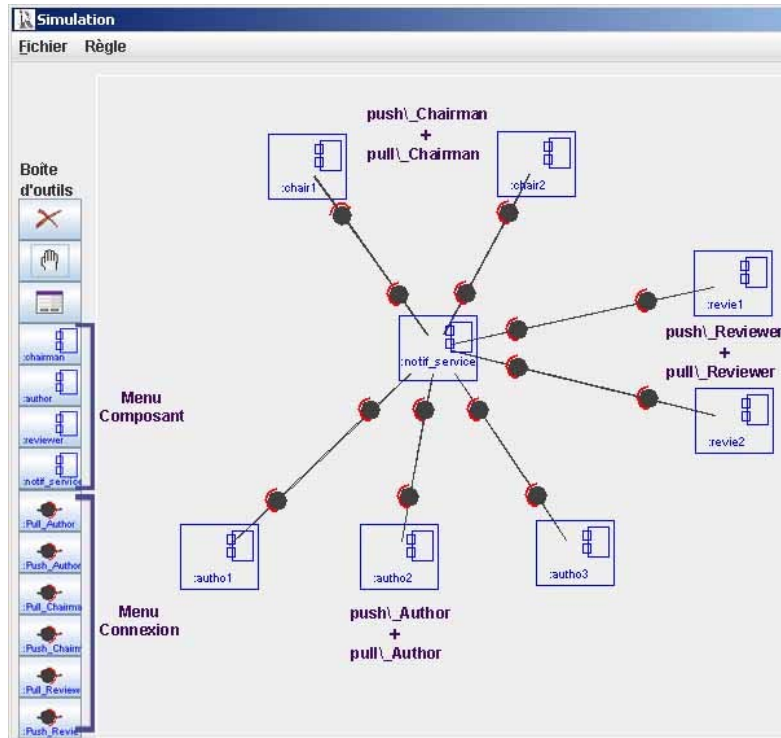 Simulation
Fichier Règle
push\_Chairman
+
pull\_Chairman
:chair1
:chair2
Boîte
d'outils
:revie1
push\_Reviewer
+
pull\_Reviewer
:revie2
:notif_service
:chairman
:author
:reviewer
:notif_service
Menu
Composant
:Pull_Author
:Push_Author
:Pull_Chairma
:Push_Chairm
:Pull_Review
:Push_Revie
Menu
Connexion
:autho1
:autho2
:autho3
push\_Author
+
pull\_Author